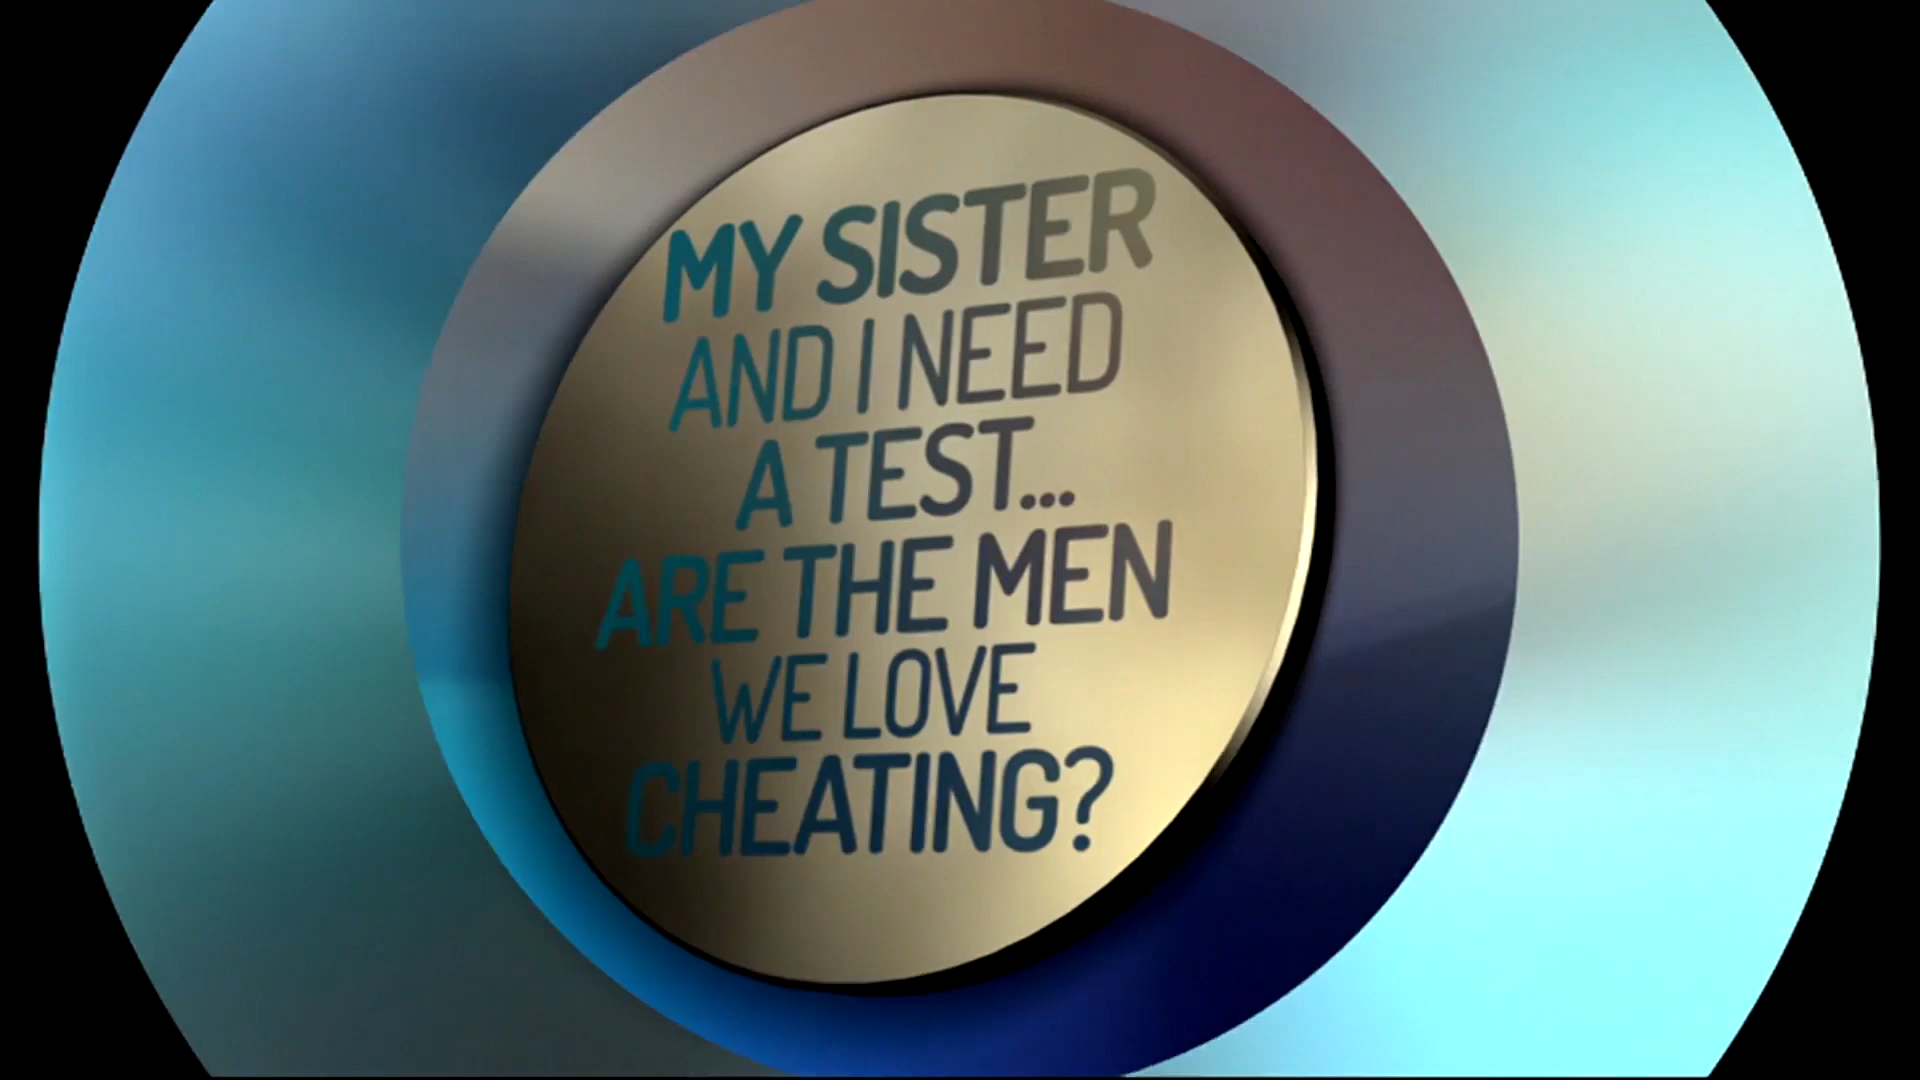 MY SISTER
AND I NEED
A TEST...
ARE THE MEN
WE LOVE
CHEATING?